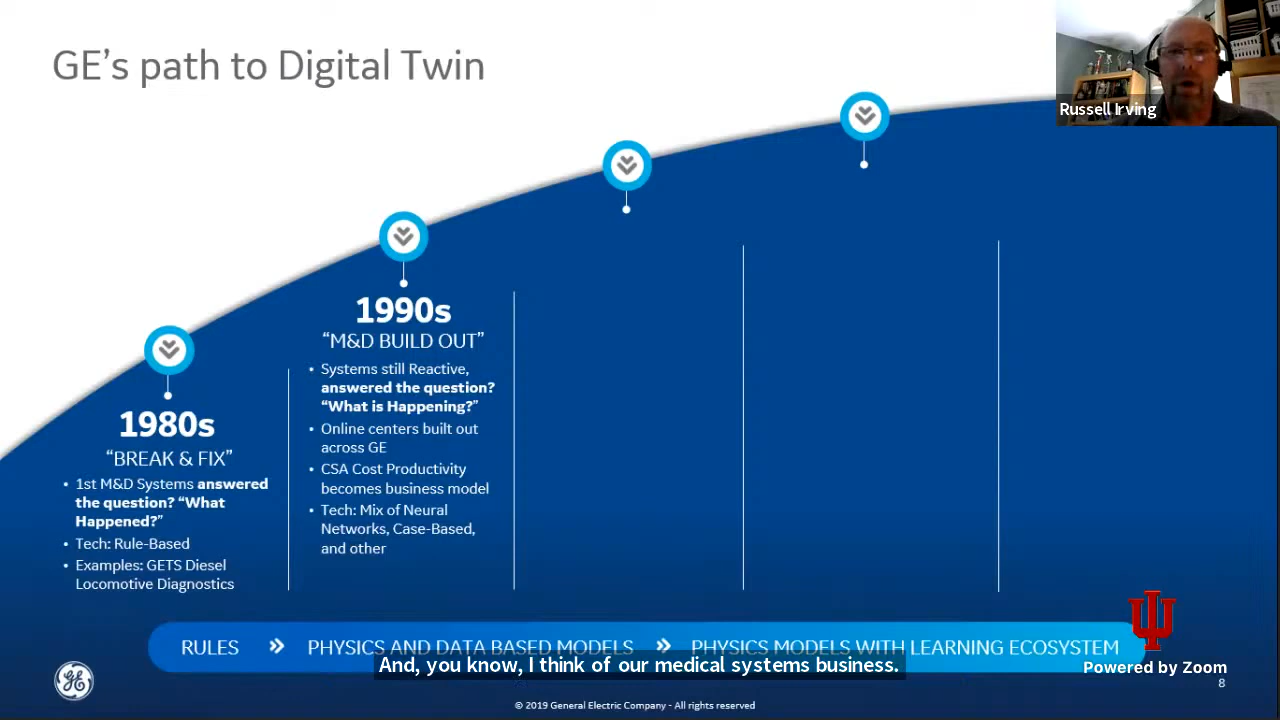 GE’s path to Digital Twin
Russell Irving
1980s
“BREAK & FIX”
• 1st M&D Systems answered
the question? “What
Happened?”
• Tech: Rule-Based
• Examples: GETS Diesel
Locomotive Diagnostics
1990s
“M&D BUILD OUT”
• Systems still Reactive,
answered the question?
“What is Happening?”
• Online centers built out
across GE
• CSA Cost Productivity
becomes business model
• Tech: Mix of Neural
Networks, Case-Based,
and other
RULES » PHYSICS AND DATA BASED MODELS » PHYSICS MODELS WITH LEARNING ECOSYSTEM
And, you know, I think of our medical systems business.
Powered by Zoom
8
GE
© 2019 General Electric Company - All rights reserved